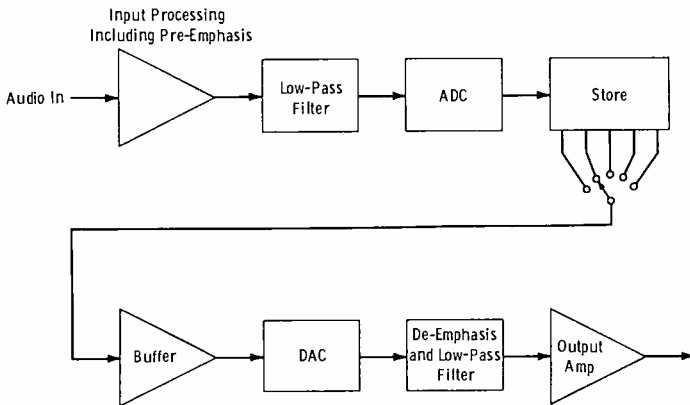 Input Processing
Including Pre-Emphasis
Audio In
Low-Pass
Filter
ADC
Store
Buffer
DAC
De-Emphasis
and Low-Pass
Filter
Output
Amp